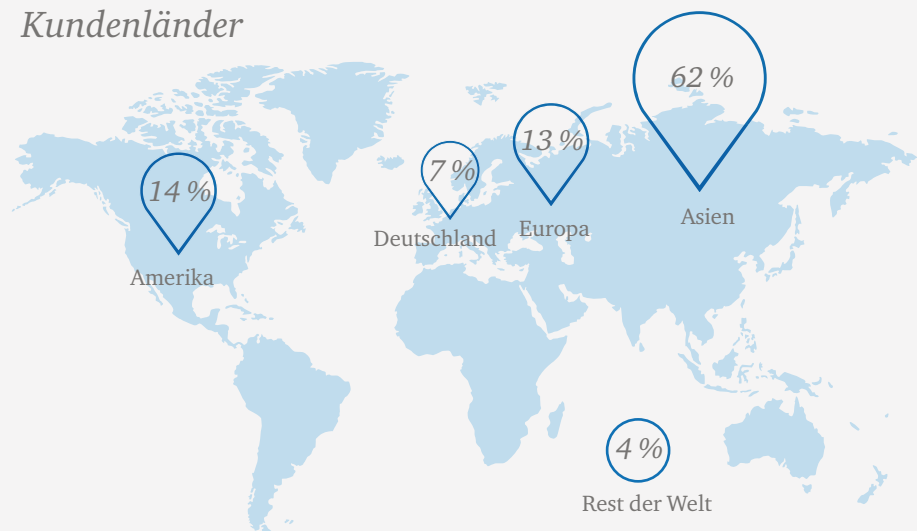 Kundenländer
62 %
13 %
7 %
14 %
Asien
Europa
Deutschland
Amerika
4 %
Rest der Welt